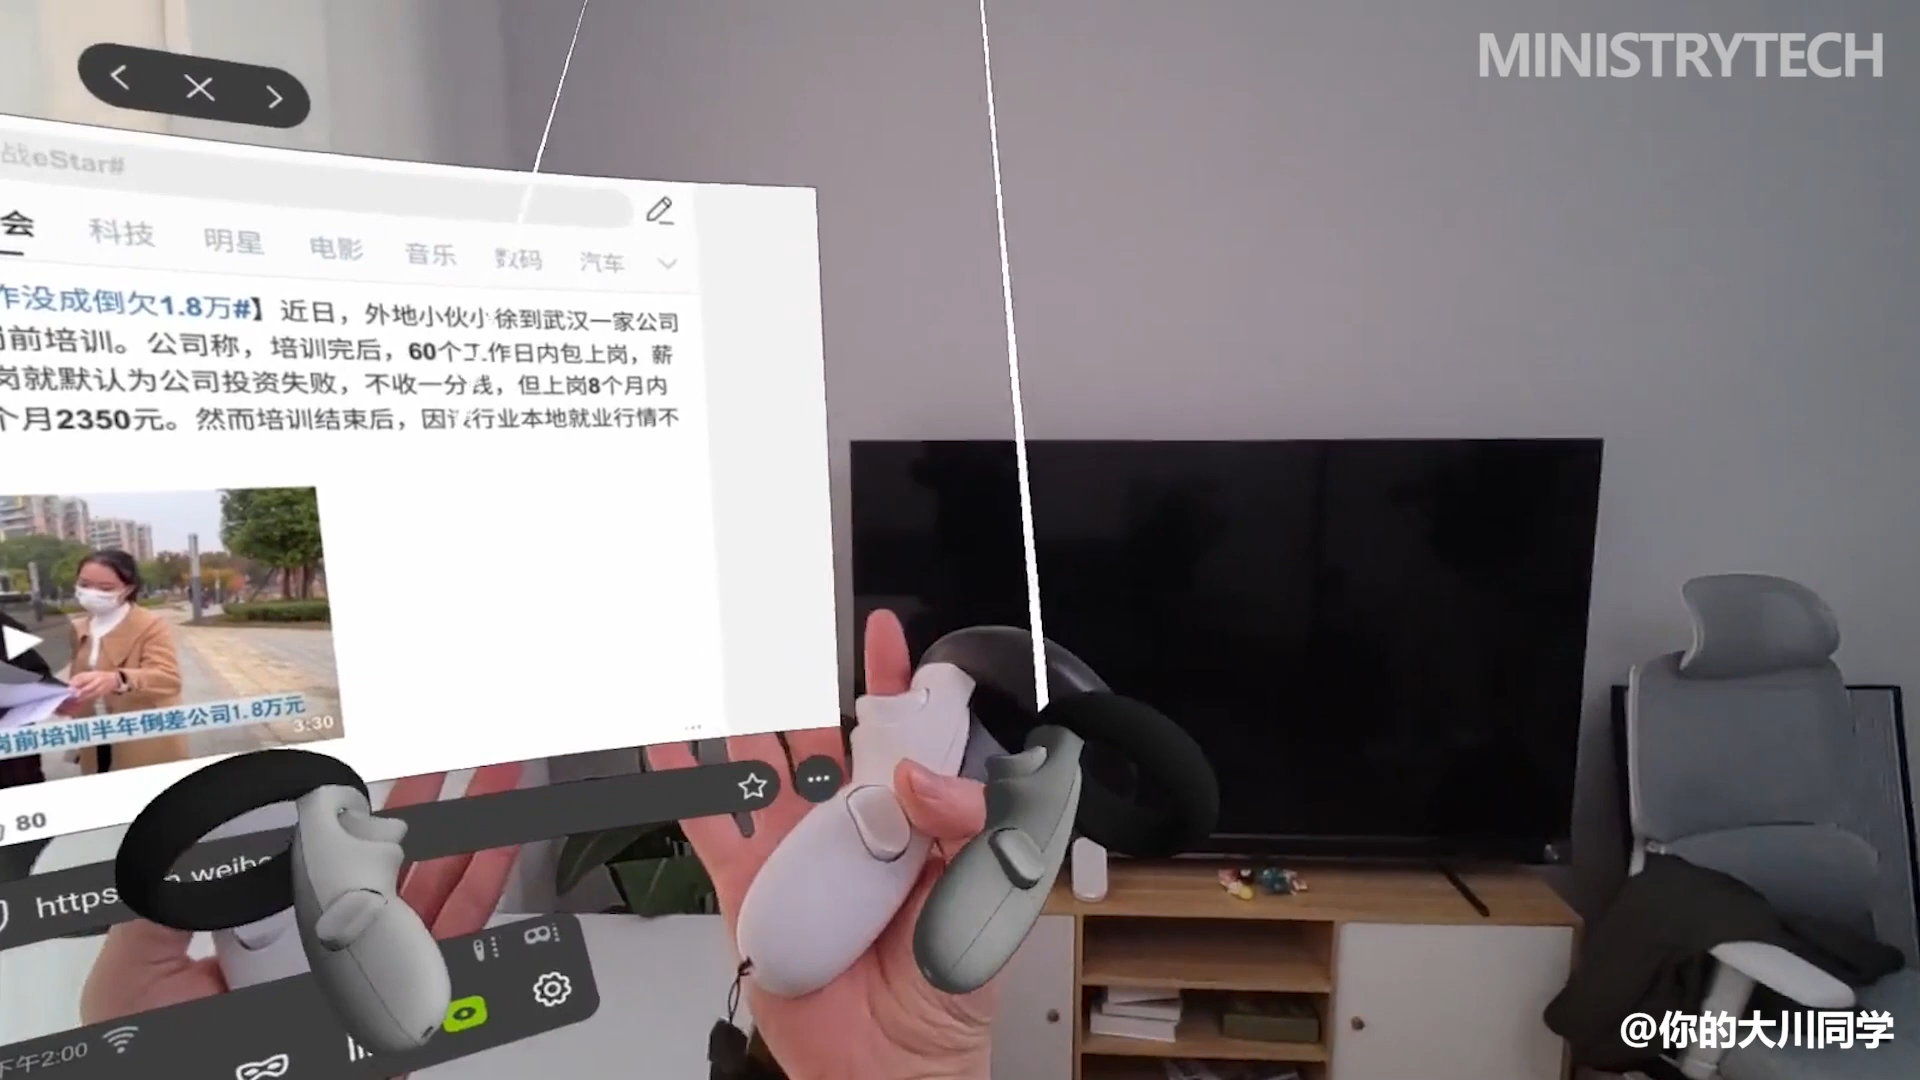 MINISTRYTECH
战eStar#
会 科技 明星 电影 音乐 数码 汽车
作没成倒欠1.8万#】近日，外地小伙小徐到武汉一家公司
岗前培训。公司称，培训完后，60个工作日内包上岗，薪
岗就默认为公司投资失败，不收一分钱，但上岗8个月内
个月2350元。然而培训结束后，因该行业本地就业行情不
岗前培训半年倒差公司1.8万元
3:30
80
https
weibo
下午2:00
@你的大川同学